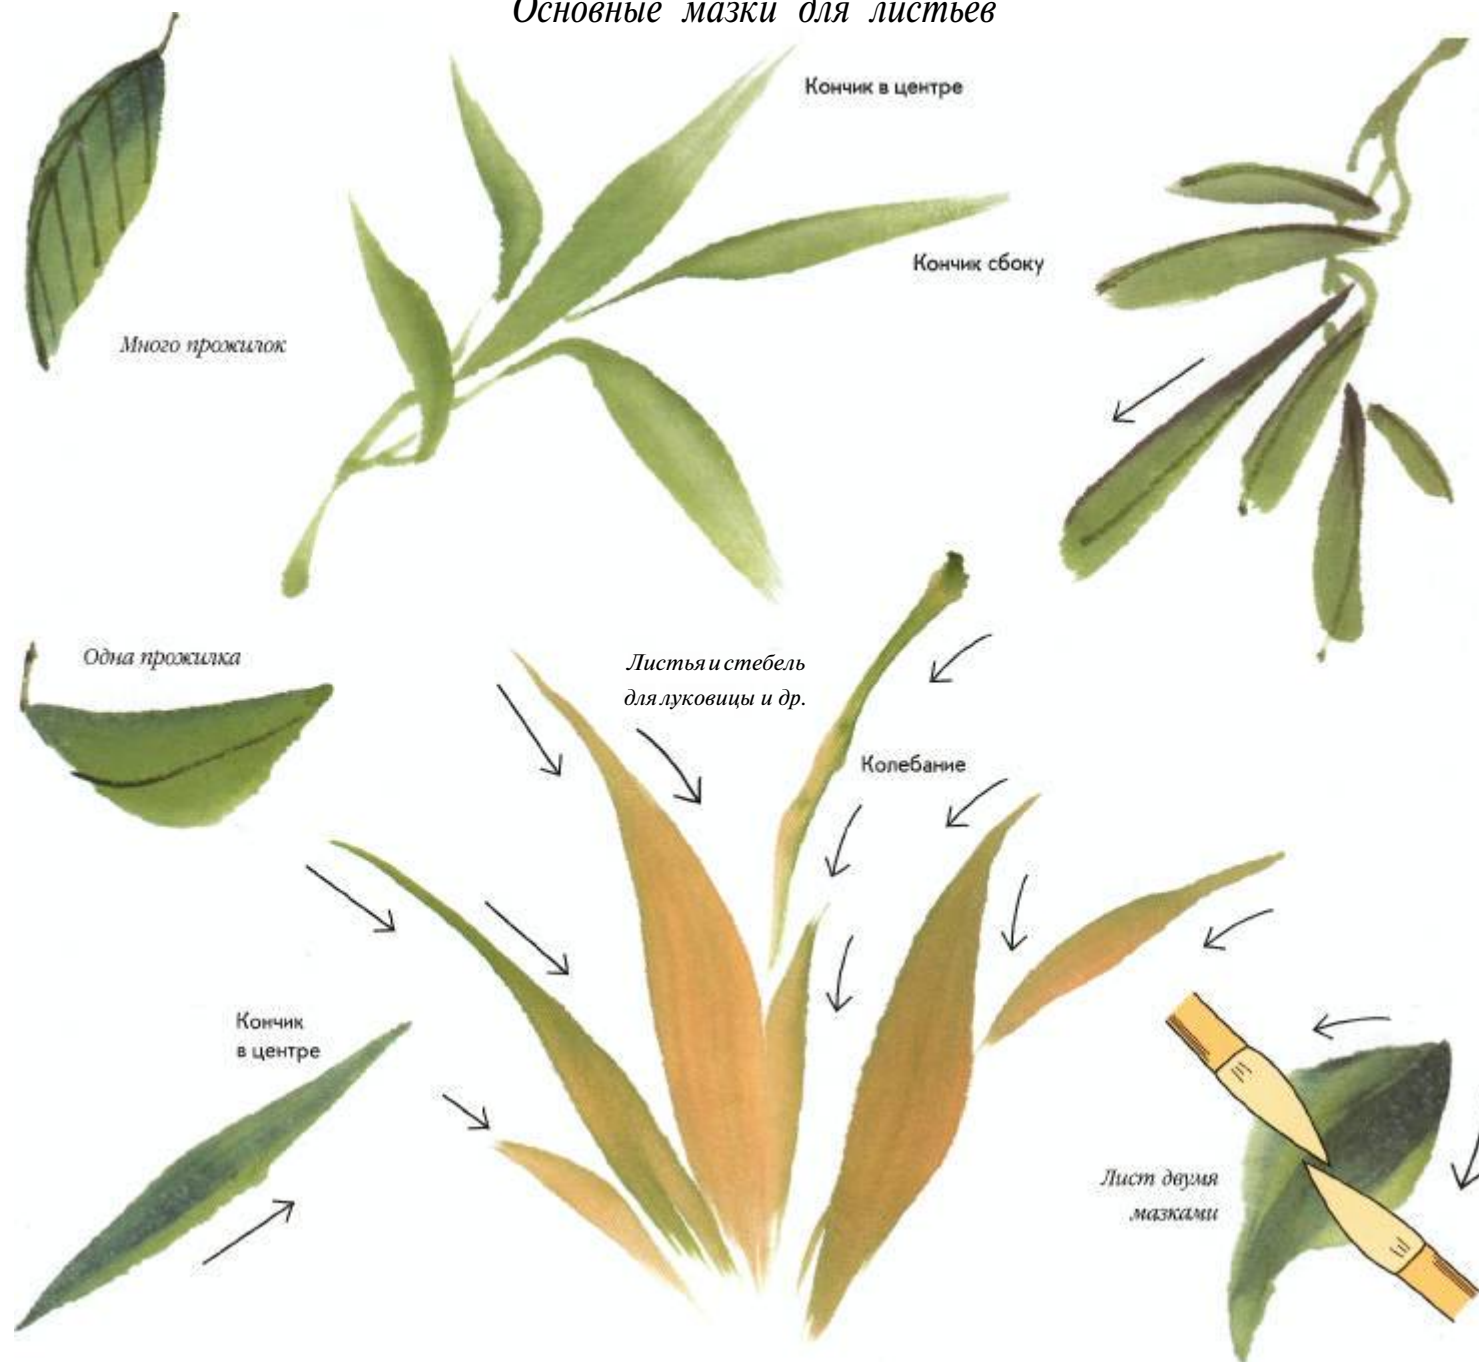 Основные мазки для листьев
Кончик в центре
Кончик сбоку
Много прожилок
Одна прожилка
Листья и стебель
для луковицы и др.
Колебание
Кончик
в центре
Лист двумя
мазками